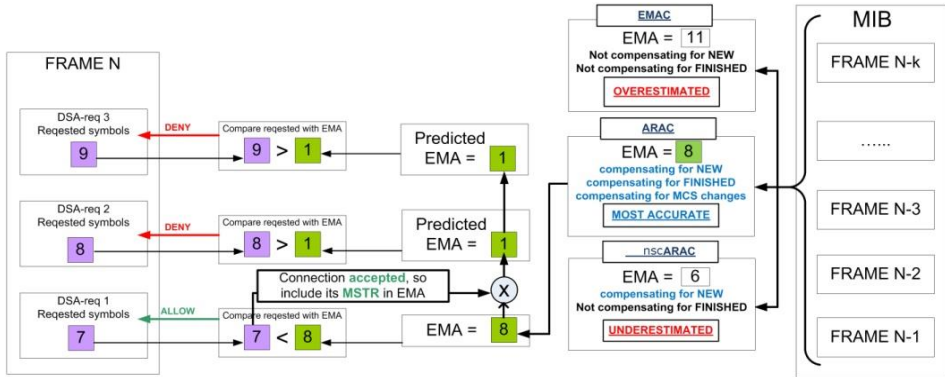 FRAME N
DSA-req 3
Reqested symbols
9
DENY
Compare reqested with EMA
9 > 1
Predicted
EMA = 1
DSA-req 2
Reqested symbols
8
DENY
Compare reqested with EMA
8 > 1
Predicted
EMA = 1
Connection accepted, so
include its MSTR in EMA
X
DSA-req 1
Reqested symbols
7
ALLOW
Compare reqested with EMA
7 < 8
EMA = 8
EMAC
EMA = 11
Not compensating for NEW
Not compensating for FINISHED
OVERESTIMATED
ARAC
EMA = 8
compensating for NEW
compensating for FINISHED
compensating for MCS changes
MOST ACCURATE
nscARAC
EMA = 6
compensating for NEW
Not compensating for FINISHED
UNDERESTIMATED
MIB
FRAME N-k
......
FRAME N-3
FRAME N-2
FRAME N-1